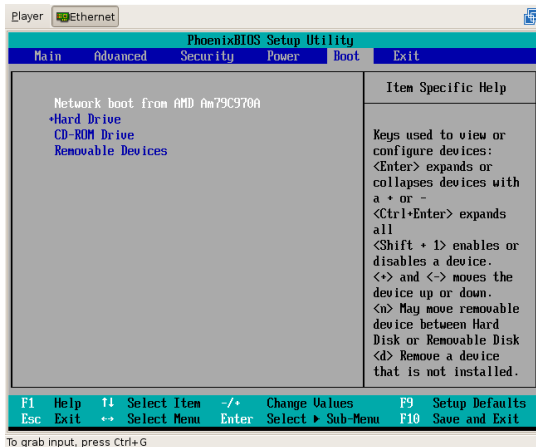 Player Ethernet
PhoenixBIOS Setup Utility
Main Advanced Security Power Boot Exit
Network boot from AMD Am79C970A
+Hard Drive
CD-ROM Drive
Removable Devices
Item Specific Help
Keys used to view or
configure devices:
<Enter> expands or
collapses devices with
a + or -
<Ctrl+Enter> expands
all
<Shift + 1> enables or
disables a device.
<+> and <-> moves the
device up or down.
<n> May move removable
device between Hard
Disk or Removable Disk
<d> Remove a device
that is not installed.
F1 Help ↑↓ Select Item -/+ Change Values F9 Setup Defaults
Esc Exit ↔ Select Menu Enter Select ▶ Sub-Menu F10 Save and Exit
To grab input, press Ctrl+G